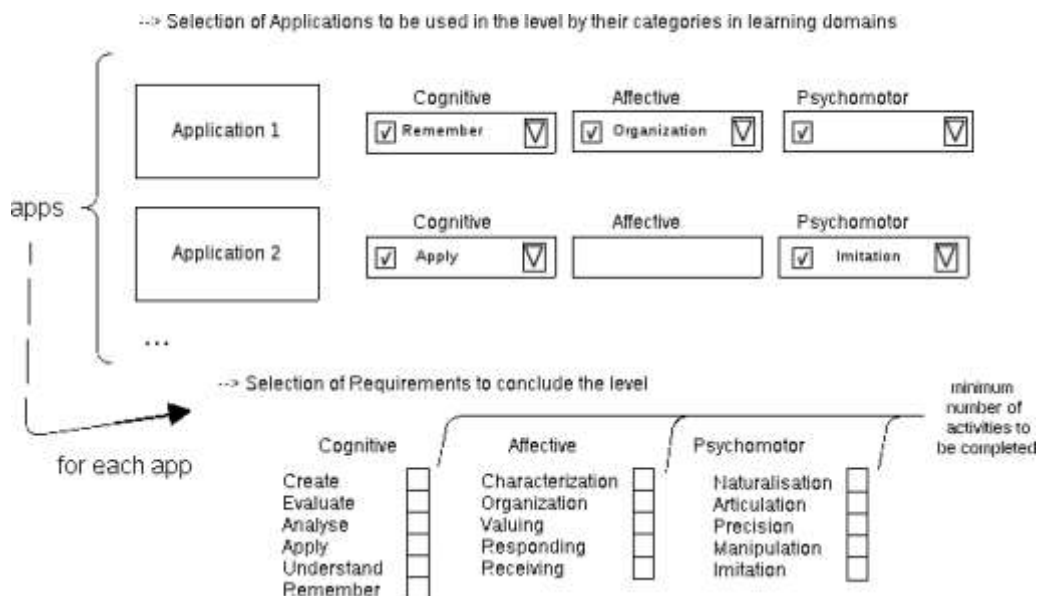 --> Selection of Applications to be used in the level by their categories in learning domains
Cognitive Affective Psychomotor
Application 1 Remember Organization
apps
Cognitive Affective Psychomotor
Application 2 Apply Imitation
...
--> Selection of Requirements to conclude the level
minimum
number of
activities to
be completed
for each app
Cognitive Affective Psychomotor
Create Characterization Naturalisation
Evaluate Organization Articulation
Analyse Valuing Precision
Apply Responding Manipulation
Understand Receiving Imitation
Remember